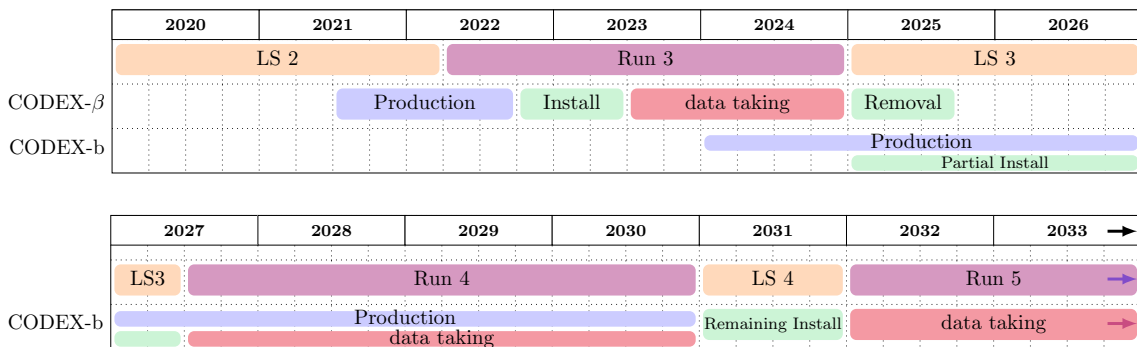 2020 2021 2022 2023 2024 2025 2026
LS 2 Run 3 LS 3
CODEX-β Production Install data taking Removal
CODEX-b Production
Partial Install
2027 2028 2029 2030 2031 2032 2033
LS3 Run 4 LS 4 Run 5
CODEX-b Production Remaining Install data taking
data taking